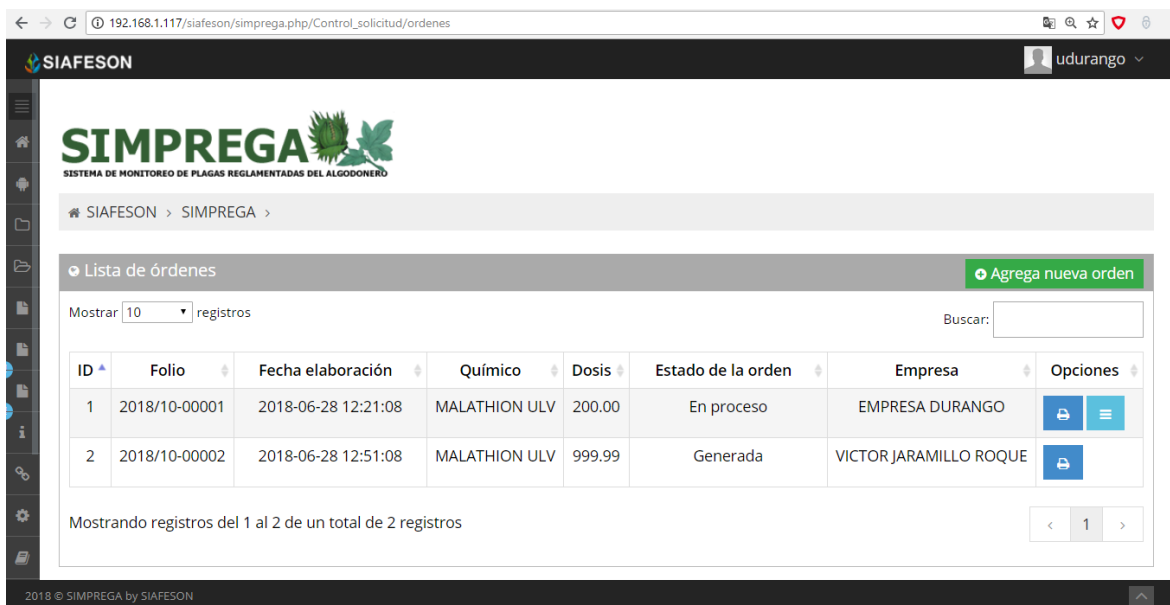 192.168.1.117/siafeson/simprega.php/Control_solicitud/ordenes
SIAFESON
udurango
SIMPREGA
SISTEMA DE MONITOREO DE PLAGAS REGLAMENTADAS DEL ALGODONERO
SIAFESON > SIMPREGA >
Lista de órdenes
Agrega nueva orden
Mostrar 10 registros
Buscar:
ID Folio Fecha elaboración Químico Dosis Estado de la orden Empresa Opciones
1 2018/10-00001 2018-06-28 12:21:08 MALATHION ULV 200.00 En proceso EMPRESA DURANGO
2 2018/10-00002 2018-06-28 12:51:08 MALATHION ULV 999.99 Generada VICTOR JARAMILLO ROQUE
Mostrando registros del 1 al 2 de un total de 2 registros
< 1 >
2018 © SIMPREGA by SIAFESON